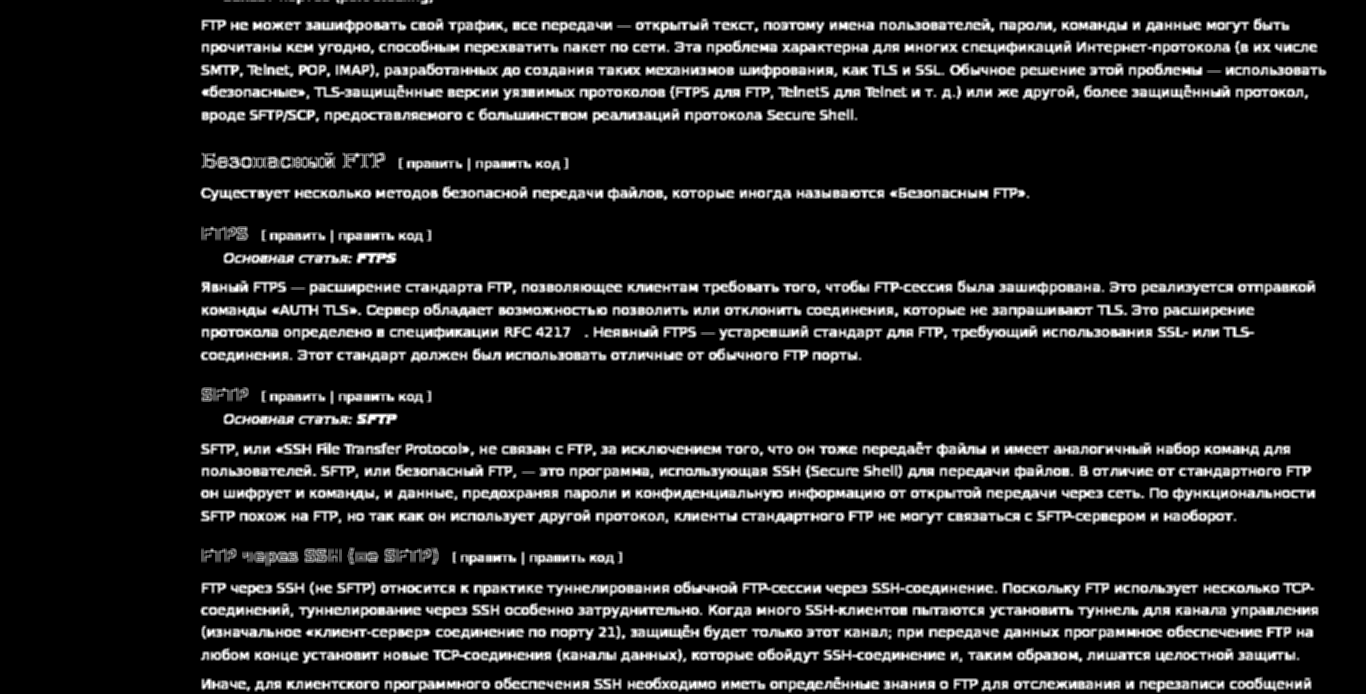 FTP не может зашифровать свой трафик, все передачи — открытый текст, поэтому имена пользователей, пароли, команды и данные могут быть
прочитаны кем угодно, способным перехватить пакет по сети. Эта проблема характерна для многих спецификаций Интернет-протокола (в их числе
SMTP, Telnet, POP, IMAP), разработанных до создания таких механизмов шифрования, как TLS и SSL. Обычное решение этой проблемы — использовать
«безопасные», TLS-защищённые версии уязвимых протоколов (FTPS для FTP, TelnetS для Telnet и т. д.) или же другой, более защищённый протокол,
вроде SFTP/SCP, предоставляемого с большинством реализаций протокола Secure Shell.
Безопасный FTP [ править | править код ]
Существует несколько методов безопасной передачи файлов, которые иногда называются «Безопасным FTP».
FTPS [ править | править код ]
Основная статья: FTPS
Явный FTPS — расширение стандарта FTP, позволяющее клиентам требовать того, чтобы FTP-сессия была зашифрована. Это реализуется отправкой
команды «AUTH TLS». Сервер обладает возможностью позволить или отклонить соединения, которые не запрашивают TLS. Это расширение
протокола определено в спецификации RFC 4217 . Неявный FTPS — устаревший стандарт для FTP, требующий использования SSL- или TLS-
соединения. Этот стандарт должен был использовать отличные от обычного FTP порты.
SFTP [ править | править код ]
Основная статья: SFTP
SFTP, или «SSH File Transfer Protocol», не связан с FTP, за исключением того, что он тоже передаёт файлы и имеет аналогичный набор команд для
пользователей. SFTP, или безопасный FTP, — это программа, использующая SSH (Secure Shell) для передачи файлов. В отличие от стандартного FTP
он шифрует и команды, и данные, предохраняя пароли и конфиденциальную информацию от открытой передачи через сеть. По функциональности
SFTP похож на FTP, но так как он использует другой протокол, клиенты стандартного FTP не могут связаться с SFTP-сервером и наоборот.
FTP через SSH (не SFTP) [ править | править код ]
FTP через SSH (не SFTP) относится к практике туннелирования обычной FTP-сессии через SSH-соединение. Поскольку FTP использует несколько TCP-
соединений, туннелирование через SSH особенно затруднительно. Когда много SSH-клиентов пытаются установить туннель для канала управления
(изначальное «клиент-сервер» соединение по порту 21), защищён будет только этот канал; при передаче данных программное обеспечение FTP на
любом конце установит новые TCP-соединения (каналы данных), которые обойдут SSH-соединение и, таким образом, лишатся целостной защиты.
Иначе, для клиентского программного обеспечения SSH необходимо иметь определённые знания о FTP для отслеживания и перезаписи сообщений